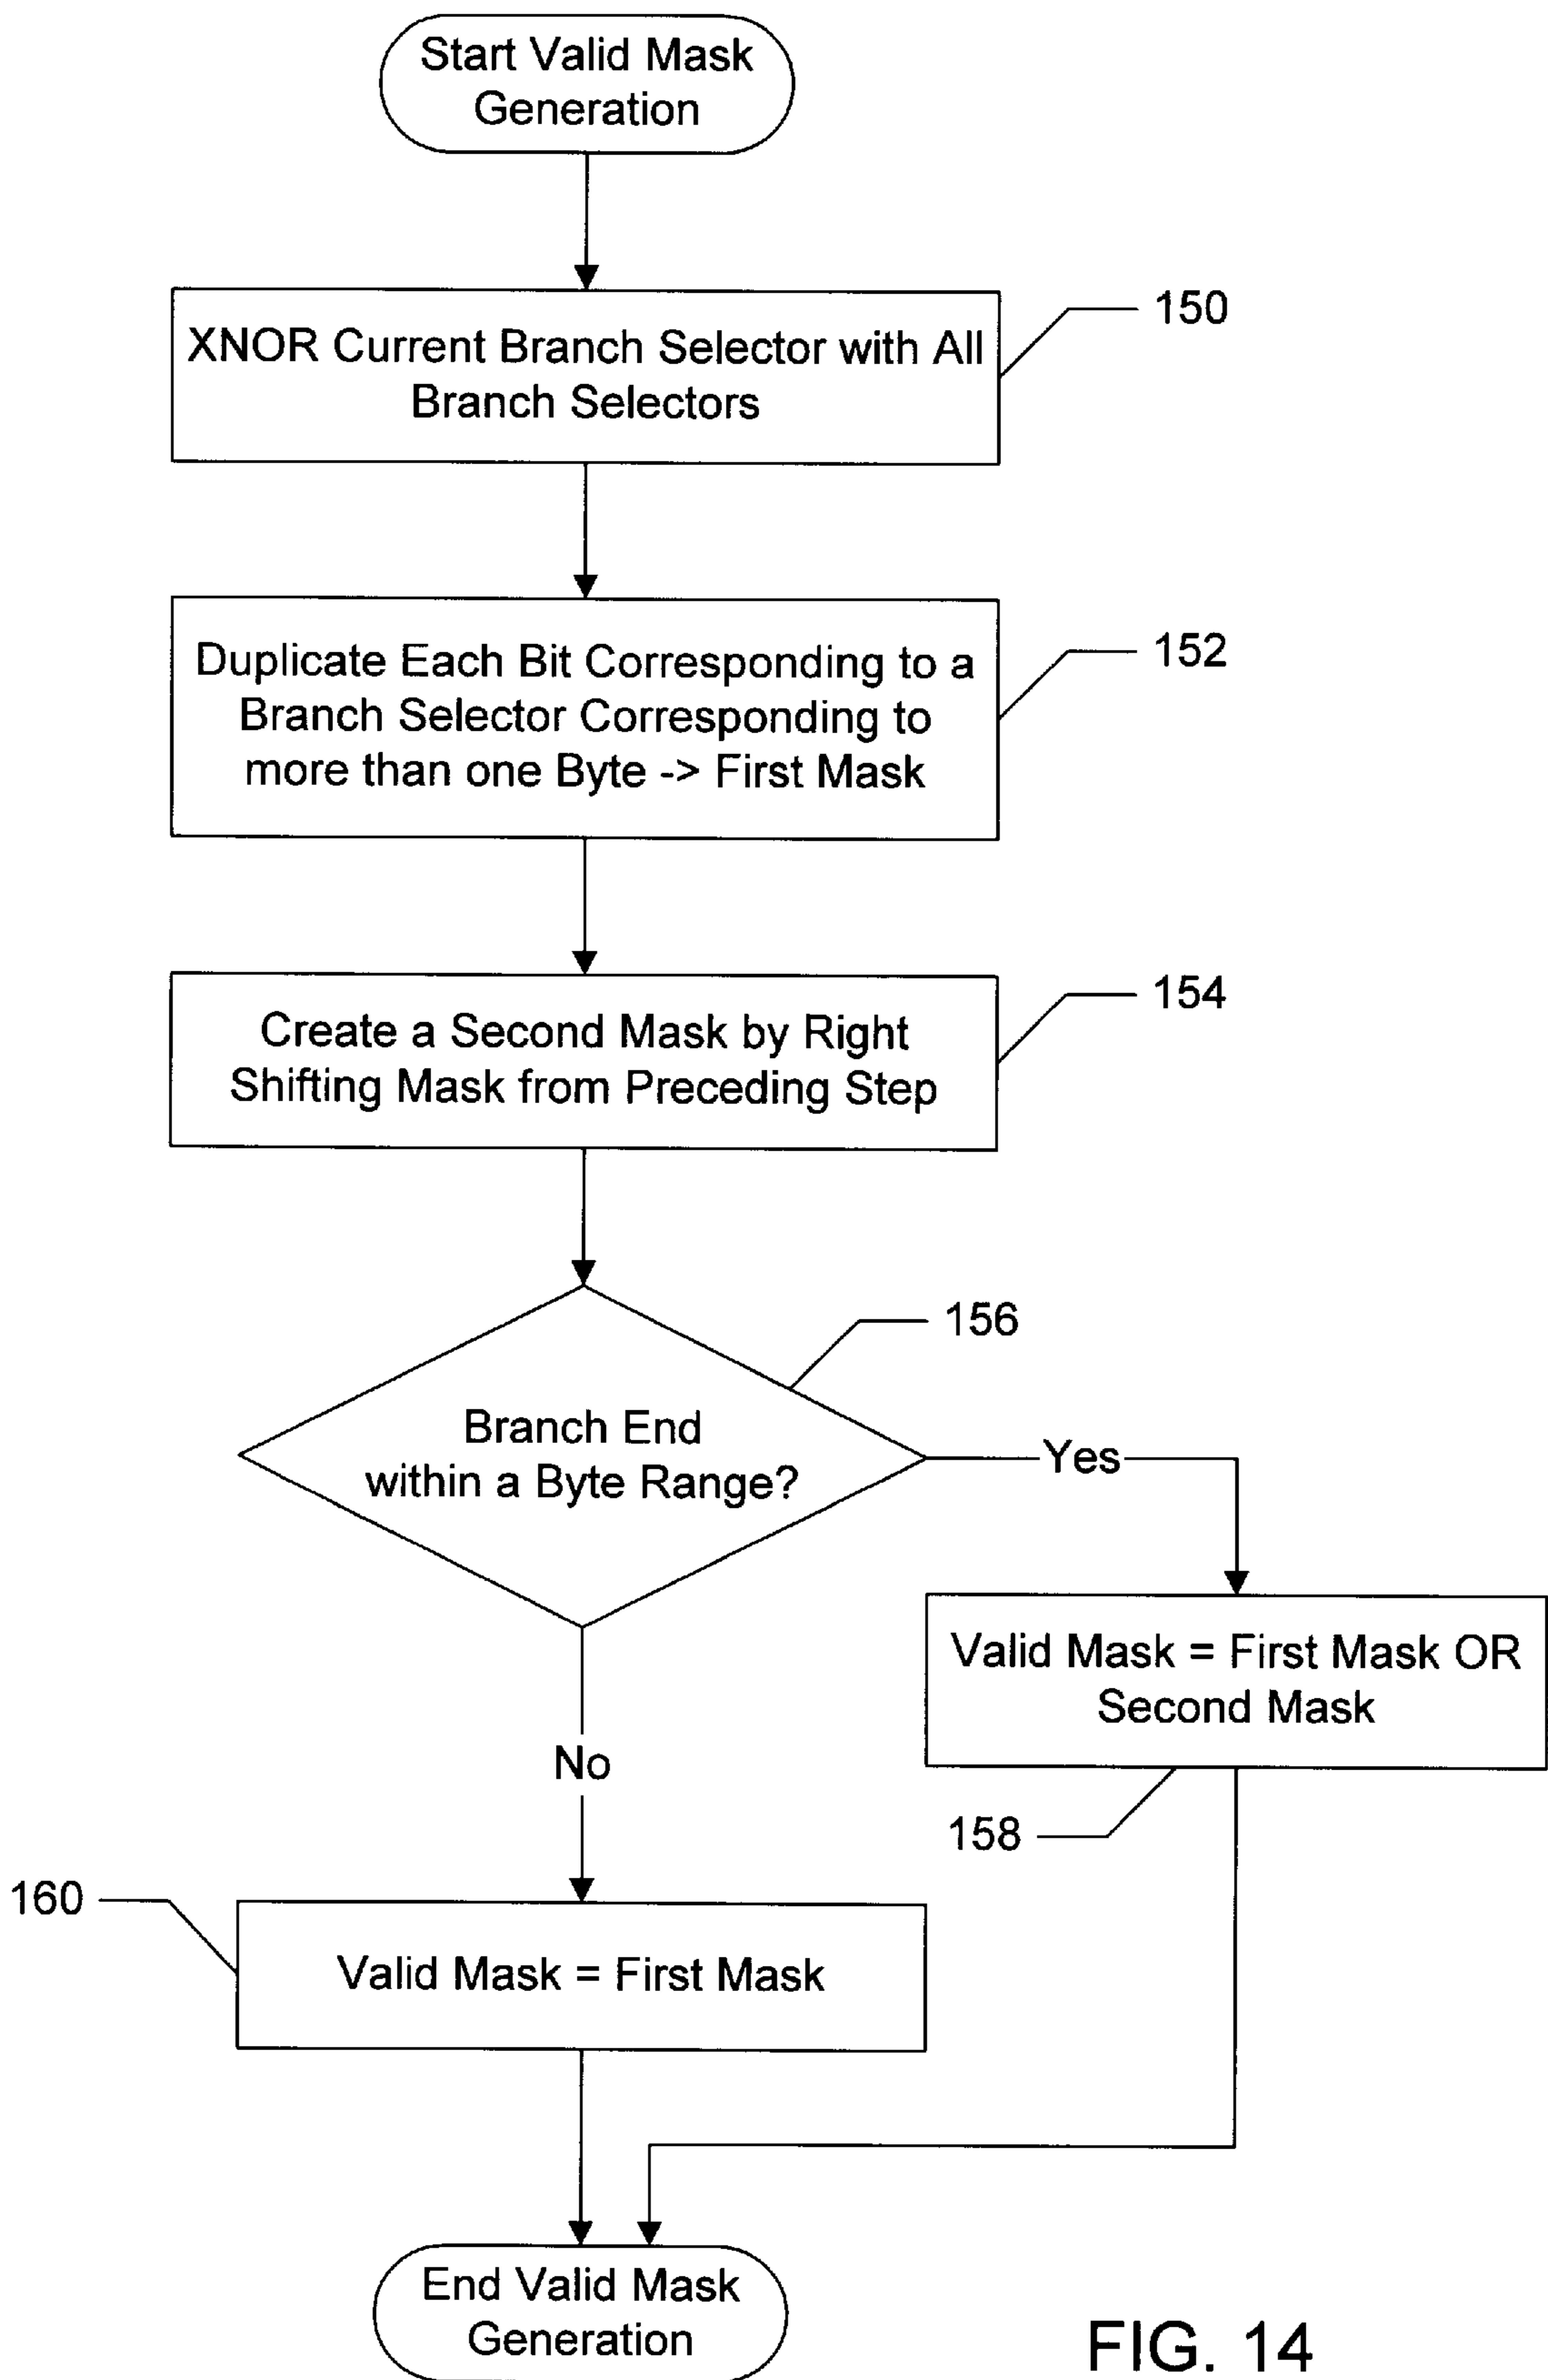 Start Valid Mask
Generation
XNOR Current Branch Selector with All
Branch Selectors
150
Duplicate Each Bit Corresponding to a
Branch Selector Corresponding to
more than one Byte -> First Mask
152
Create a Second Mask by Right
Shifting Mask from Preceding Step
154
Branch End
within a Byte Range?
156
Yes
Valid Mask = First Mask OR
Second Mask
158
No
160
Valid Mask = First Mask
End Valid Mask
Generation
FIG. 14